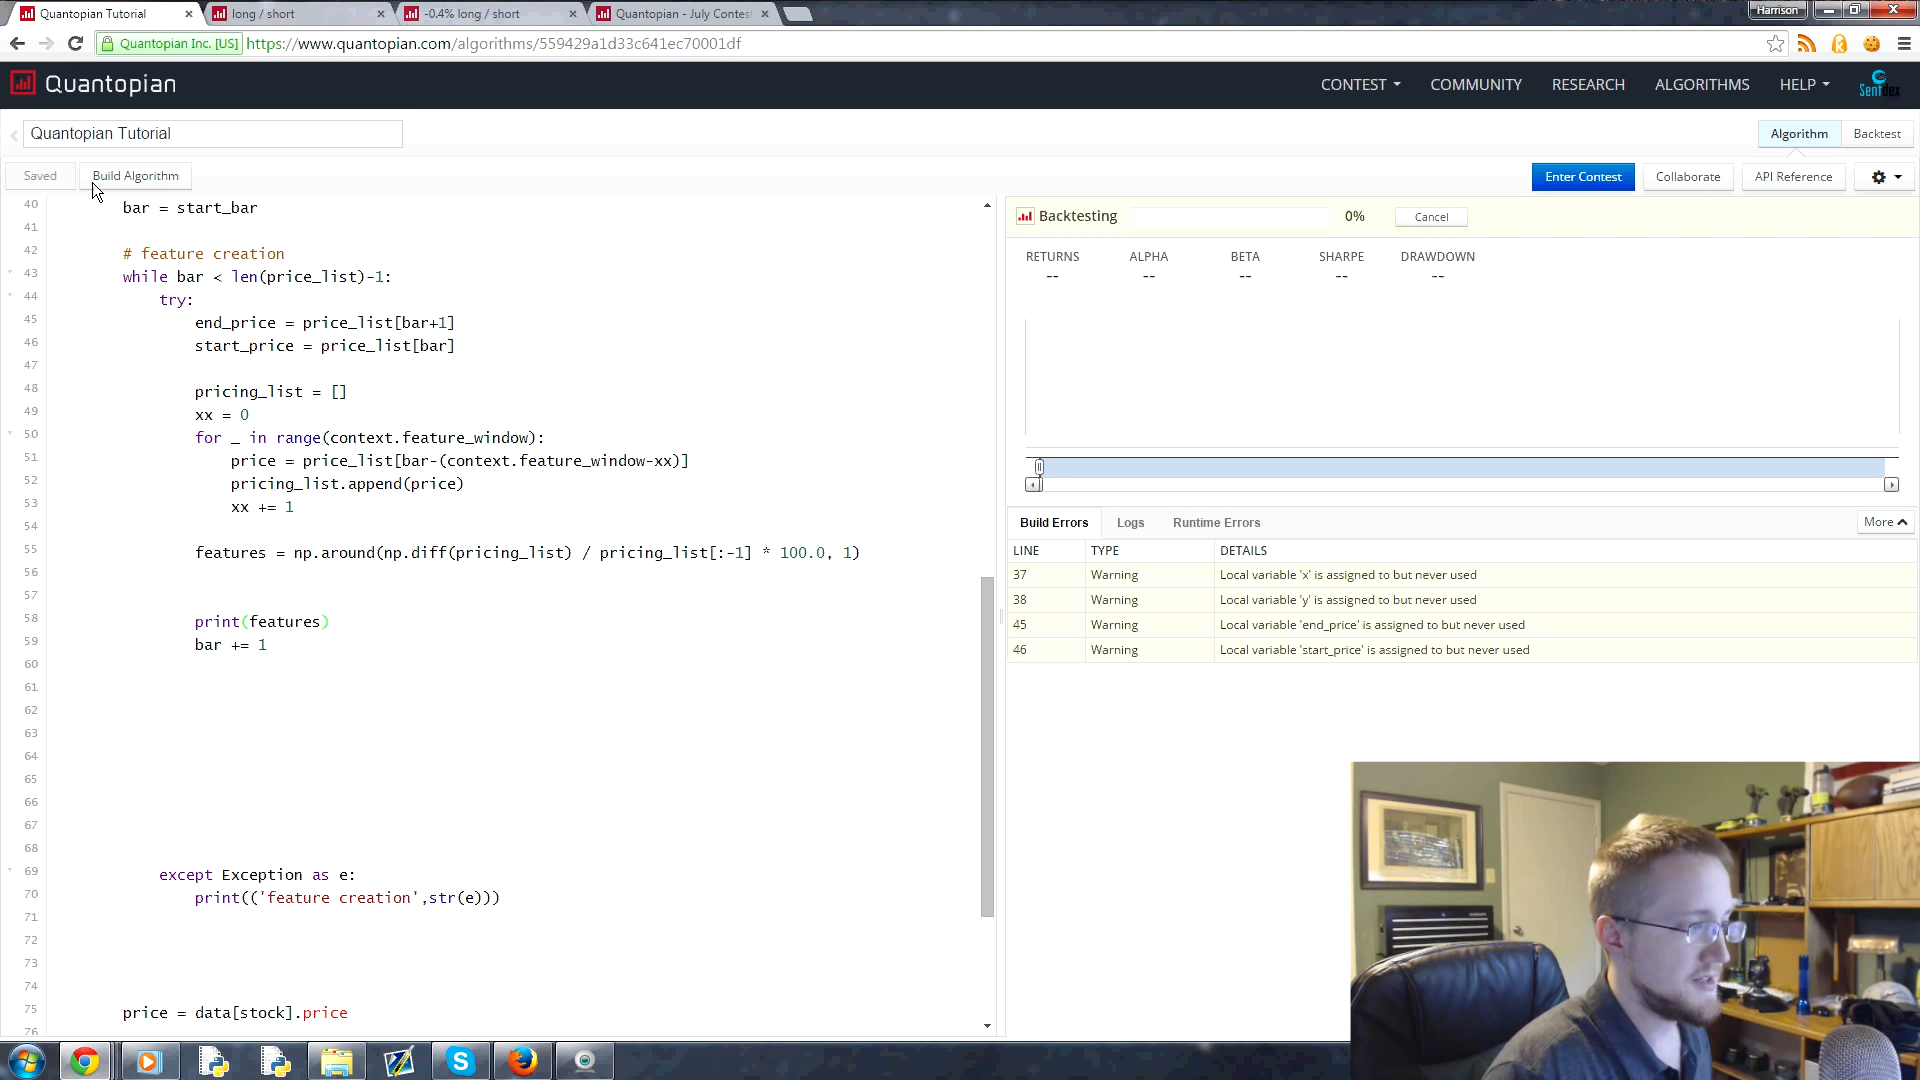 Quantopian Tutorial
long / short
-0.4% long / short
Quantopian - July Contest
Harrison
Quantopian Inc. [US]
https://www.quantopian.com/algorithms/559429a1d33c641ec70001df
Quantopian
CONTEST
COMMUNITY
RESEARCH
ALGORITHMS
HELP
Sentdex
Quantopian Tutorial
Algorithm
Backtest
Saved
Build Algorithm
Enter Contest
Collaborate
API Reference
40 bar = start_bar
41
42 # feature creation
43 while bar < len(price_list)-1:
44 try:
45 end_price = price_list[bar+1]
46 start_price = price_list[bar]
47
48 pricing_list = []
49 xx = 0
50 for _ in range(context.feature_window):
51 price = price_list[bar-(context.feature_window-xx)]
52 pricing_list.append(price)
53 xx += 1
54
55 features = np.around(np.diff(pricing_list) / pricing_list[:-1] * 100.0, 1)
56
57
58 print(features)
59 bar += 1
60
61
62
63
64
65
66
67
68
69 except Exception as e:
70 print(('feature creation',str(e)))
71
72
73
74
75 price = data[stock].price
76
Backtesting
0%
Cancel
RETURNS ALPHA BETA SHARPE DRAWDOWN
-- -- -- -- --
Build Errors
Logs
Runtime Errors
More
LINE TYPE DETAILS
37 Warning Local variable 'x' is assigned to but never used
38 Warning Local variable 'y' is assigned to but never used
45 Warning Local variable 'end_price' is assigned to but never used
46 Warning Local variable 'start_price' is assigned to but never used